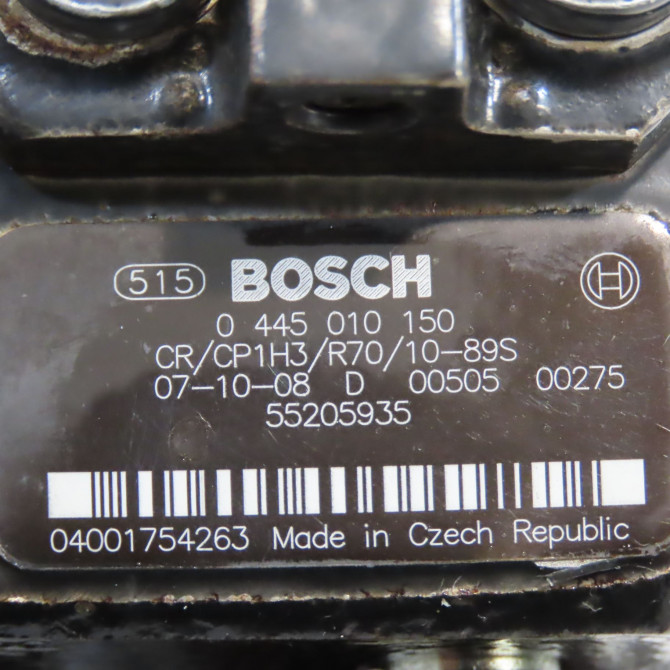 515 BOSCH
0 445 010 150
CR/CP1H3/R70/10-89S
07-10-08 D 00505 00275
55205935
04001754263 Made in Czech Republic